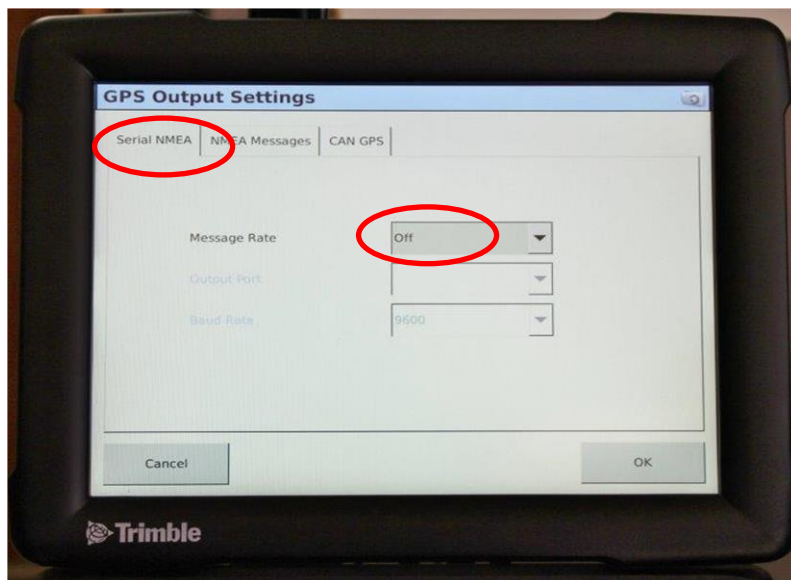 GPS Output Settings
Serial NMEA NMEA Messages CAN GPS
Message Rate Off
Output Port
Baud Rate 9600
Cancel OK
Trimble